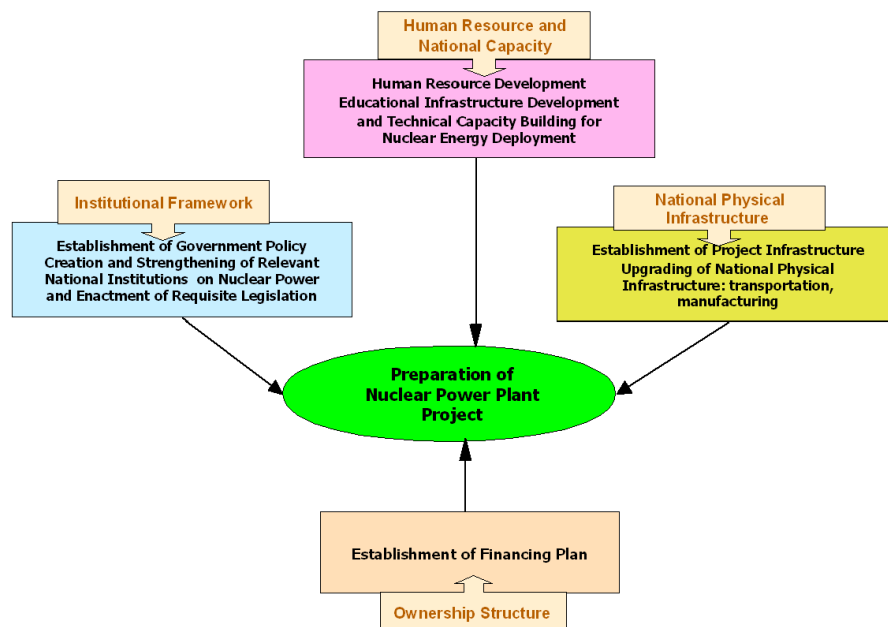 Human Resource and
National Capacity
Human Resource Development
Educational Infrastructure Development
and Technical Capacity Building for
Nuclear Energy Deployment
Institutional Framework
Establishment of Government Policy
Creation and Strengthening of Relevant
National Institutions on Nuclear Power
and Enactment of Requisite Legislation
National Physical
Infrastructure
Establishment of Project Infrastructure
Upgrading of National Physical
Infrastructure: transportation,
manufacturing
Preparation of
Nuclear Power Plant
Project
Establishment of Financing Plan
Ownership Structure